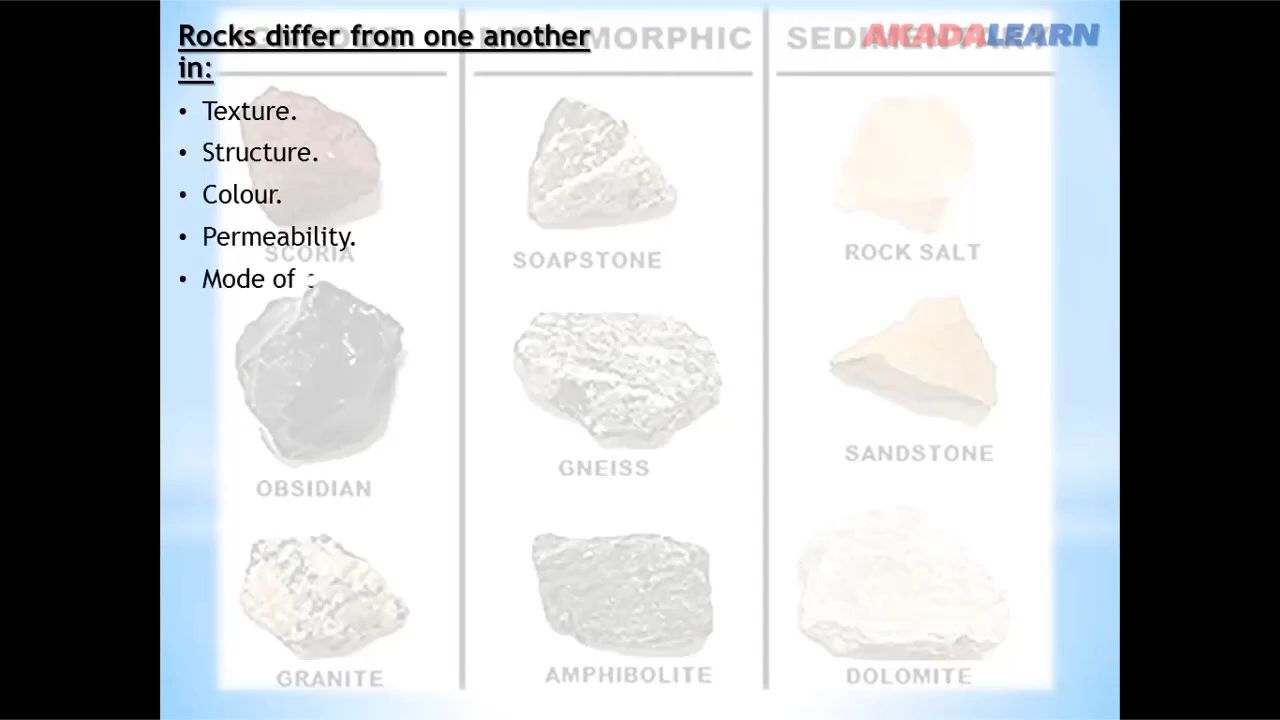 Rocks differ from one another
in:
• Texture.
• Structure.
• Colour.
• Permeability.
• Mode of
MORPHIC
AKADALEARN
SCORIA
SOAPSTONE
ROCK SALT
OBSIDIAN
GNEISS
SANDSTONE
GRANITE
AMPHIBOLITE
DOLOMITE